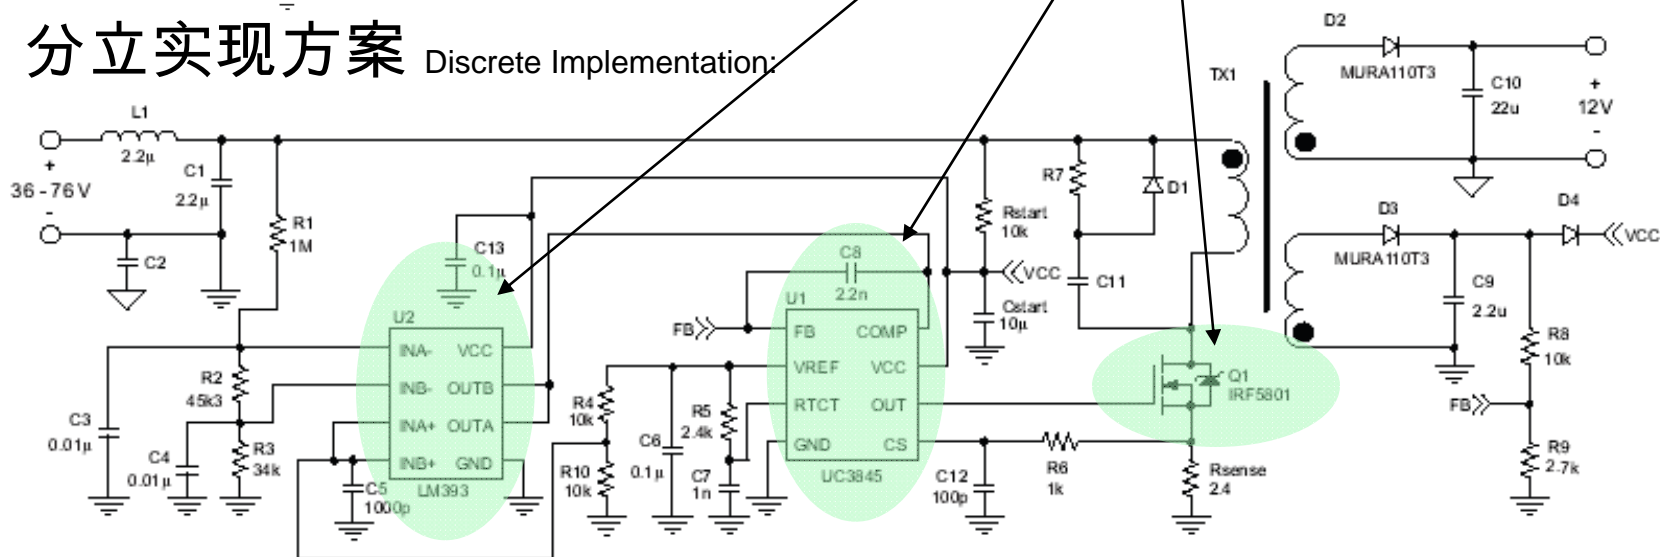 分立实现方案 Discrete Implementation:
L1
2.2µ
+
36 - 76 V
-
C1
2.2µ
C2
R1
1M
C13
0.1µ
U2
INA-
VCC
INB-
OUTB
INA+
OUTA
INB+
GND
LM393
R2
45k3
R3
34k
C3
0.01µ
C4
0.01µ
C5
1000p
R4
10k
R10
10k
C6
0.1µ
R5
2.4k
C7
1n
FB
C8
2.2n
U1
FB
COMP
VREF
VCC
RTCT
OUT
GND
CS
UC3845
Rstart
10k
VCC
Cstart
10µ
R7
D1
C11
C12
100p
R6
1k
Q1
IRF5801
Rsense
2.4
TX1
D2
MURA110T3
C10
22u
+
12V
-
D3
MURA110T3
D4
VCC
C9
2.2u
R8
10k
FB
R9
2.7k